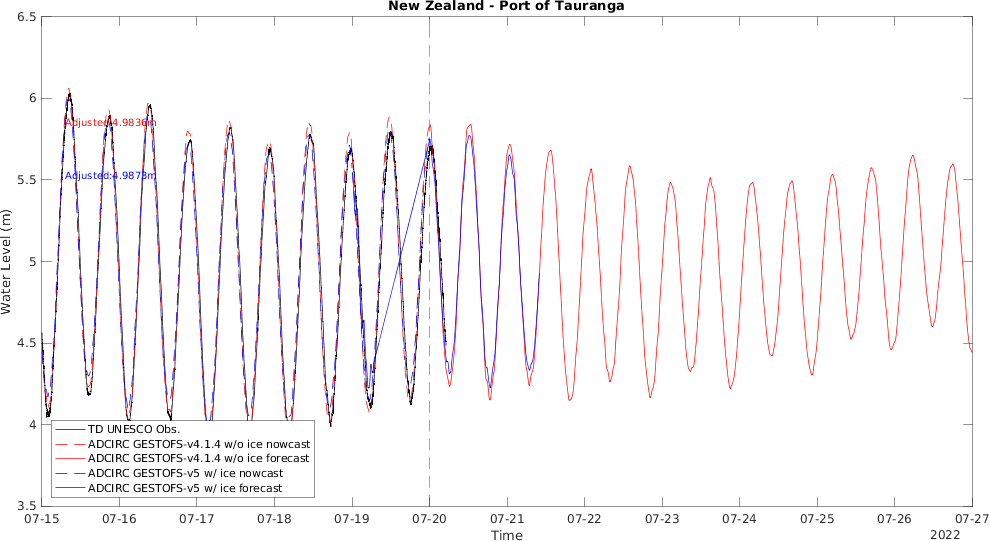 New Zealand - Port of Tauranga
6.5
6
5.5
5
4.5
4
3.5
Water Level (m)
Adjusted:4.9836m
Adjusted:4.9873m
TD UNESCO Obs.
ADCIRC GESTOFS-v4.1.4 w/o ice nowcast
ADCIRC GESTOFS-v4.1.4 w/o ice forecast
ADCIRC GESTOFS-v5 w/ ice nowcast
ADCIRC GESTOFS-v5 w/ ice forecast
07-15 07-16 07-17 07-18 07-19 07-20 07-21 07-22 07-23 07-24 07-25 07-26 07-27
Time
2022